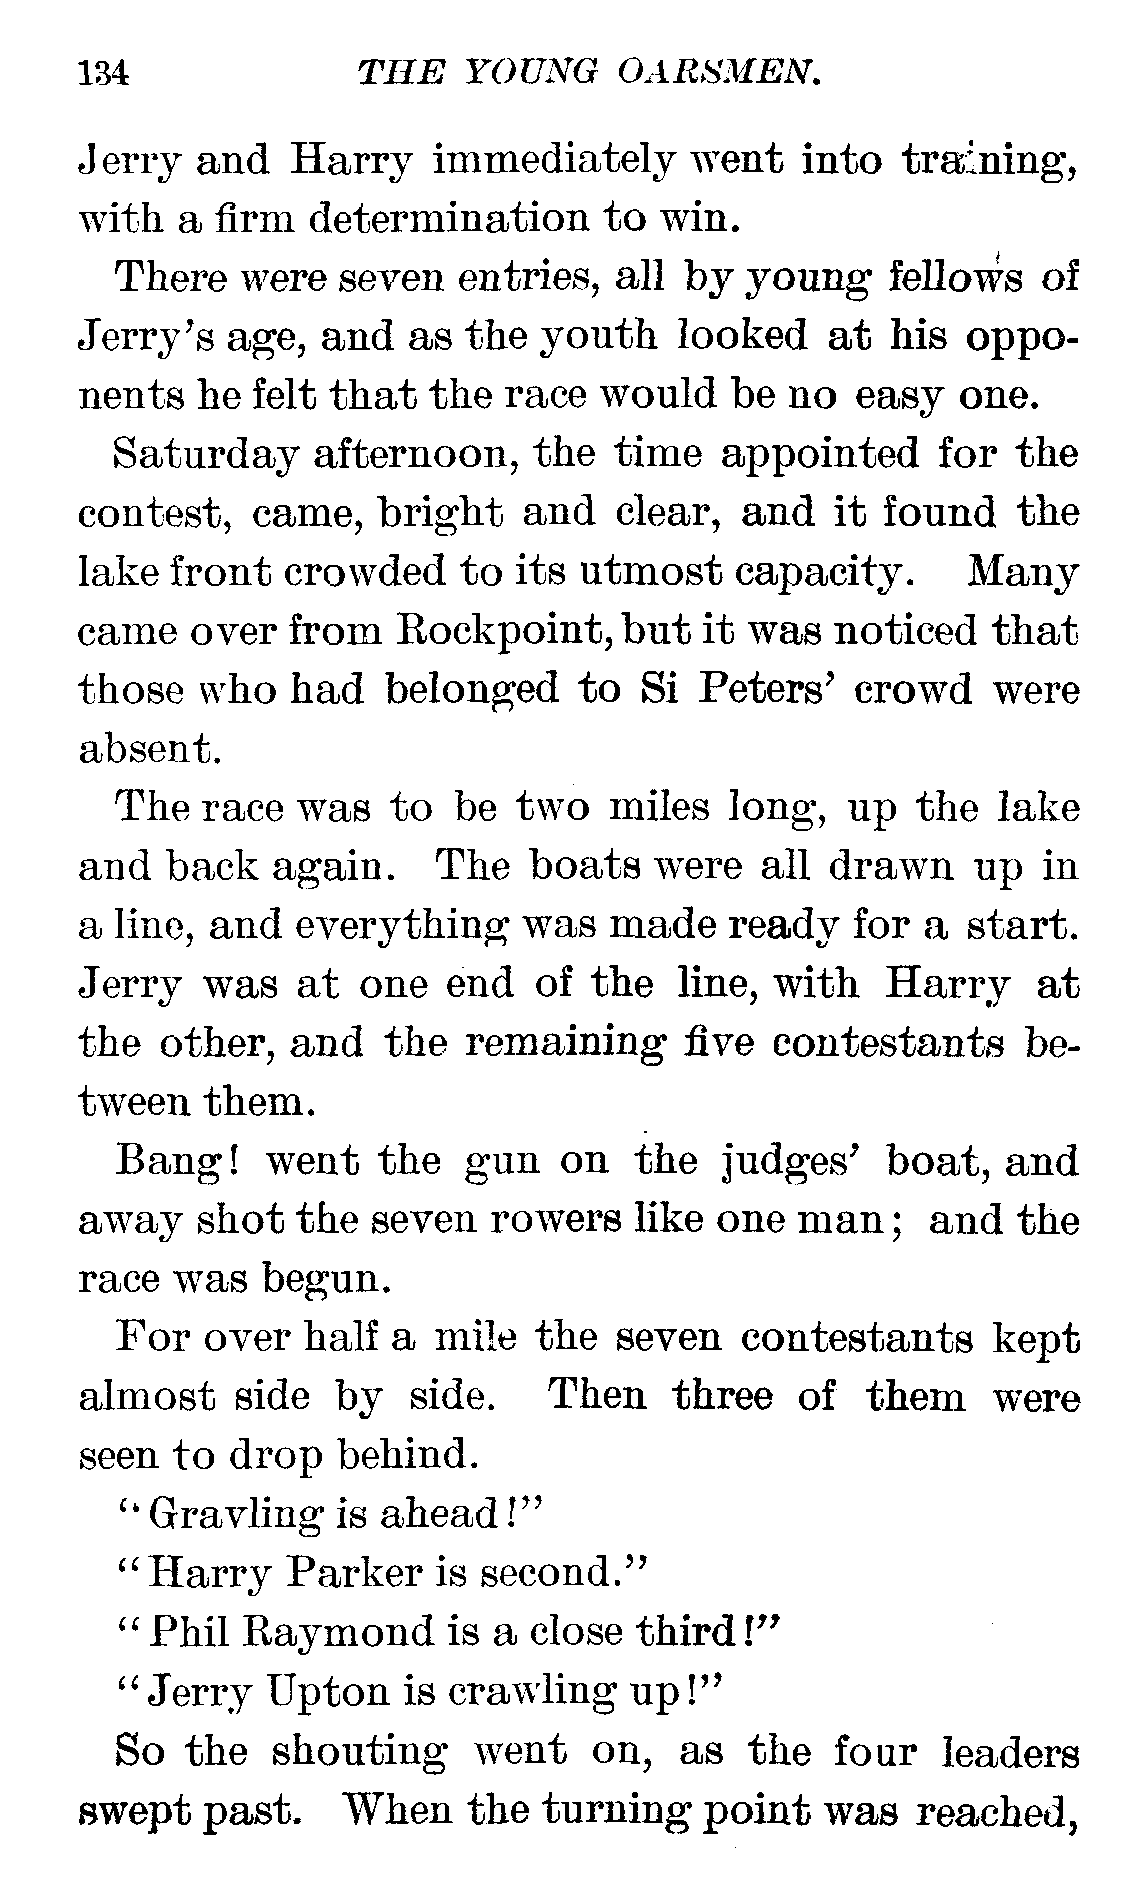 134 THE YOUNG OARSMEN.
Jerry and Harry immediately went into training,
with a firm determination to win.
There were seven entries, all by young fellows of
Jerry's age, and as the youth looked at his oppo-
nents he felt that the race would be no easy one.
Saturday afternoon, the time appointed for the
contest, came, bright and clear, and it found the
lake front crowded to its utmost capacity. Many
came over from Rockpoint, but it was noticed that
those who had belonged to Si Peters' crowd were
absent.
The race was to be two miles long, up the lake
and back again. The boats were all drawn up in
a line, and everything was made ready for a start.
Jerry was at one end of the line, with Harry at
the other, and the remaining five contestants be-
tween them.
Bang! went the gun on the judges' boat, and
away shot the seven rowers like one man; and the
race was begun.
For over half a mile the seven contestants kept
almost side by side. Then three of them were
seen to drop behind.
"Gravling is ahead!"
"Harry Parker is second."
"Phil Raymond is a close third!"
"Jerry Upton is crawling up!"
So the shouting went on, as the four leaders
swept past. When the turning point was reached,